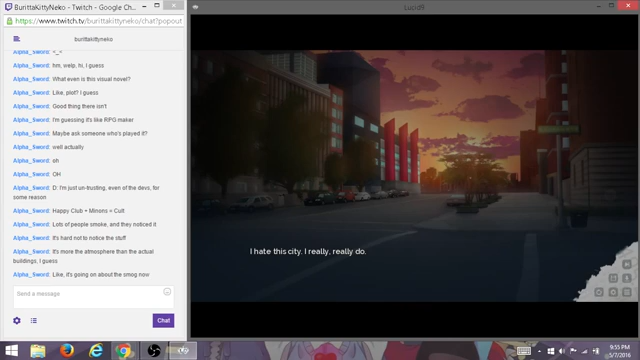 BurittaKittyNeko - Twitch - Google Ch...
https://www.twitch.tv/burittakittyneko/chat?popout
burittakittyneko
Alpha_Sword: >_<
Alpha_Sword: hm, welp, hi, I guess
Alpha_Sword: What even is this visual novel?
Alpha_Sword: Like, plot? I guess
Alpha_Sword: Good thing there isn't
Alpha_Sword: I'm guessing it's like RPG maker
Alpha_Sword: Maybe ask someone who's played it?
Alpha_Sword: well actually
Alpha_Sword: oh
Alpha_Sword: OH
Alpha_Sword: D: I'm just un-trusting, even of the devs, for
some reason
Alpha_Sword: Happy Club + Minons = Cult
Alpha_Sword: Lots of people smoke, and they noticed it
Alpha_Sword: It's hard to notice the stuff
Alpha_Sword: It's more the atmosphere than the actual
buildings, I guess
Alpha_Sword: Like, it's going on about the smog now
Send a message
Chat
I hate this city. I really, really do.
9:55 PM
5/7/2016